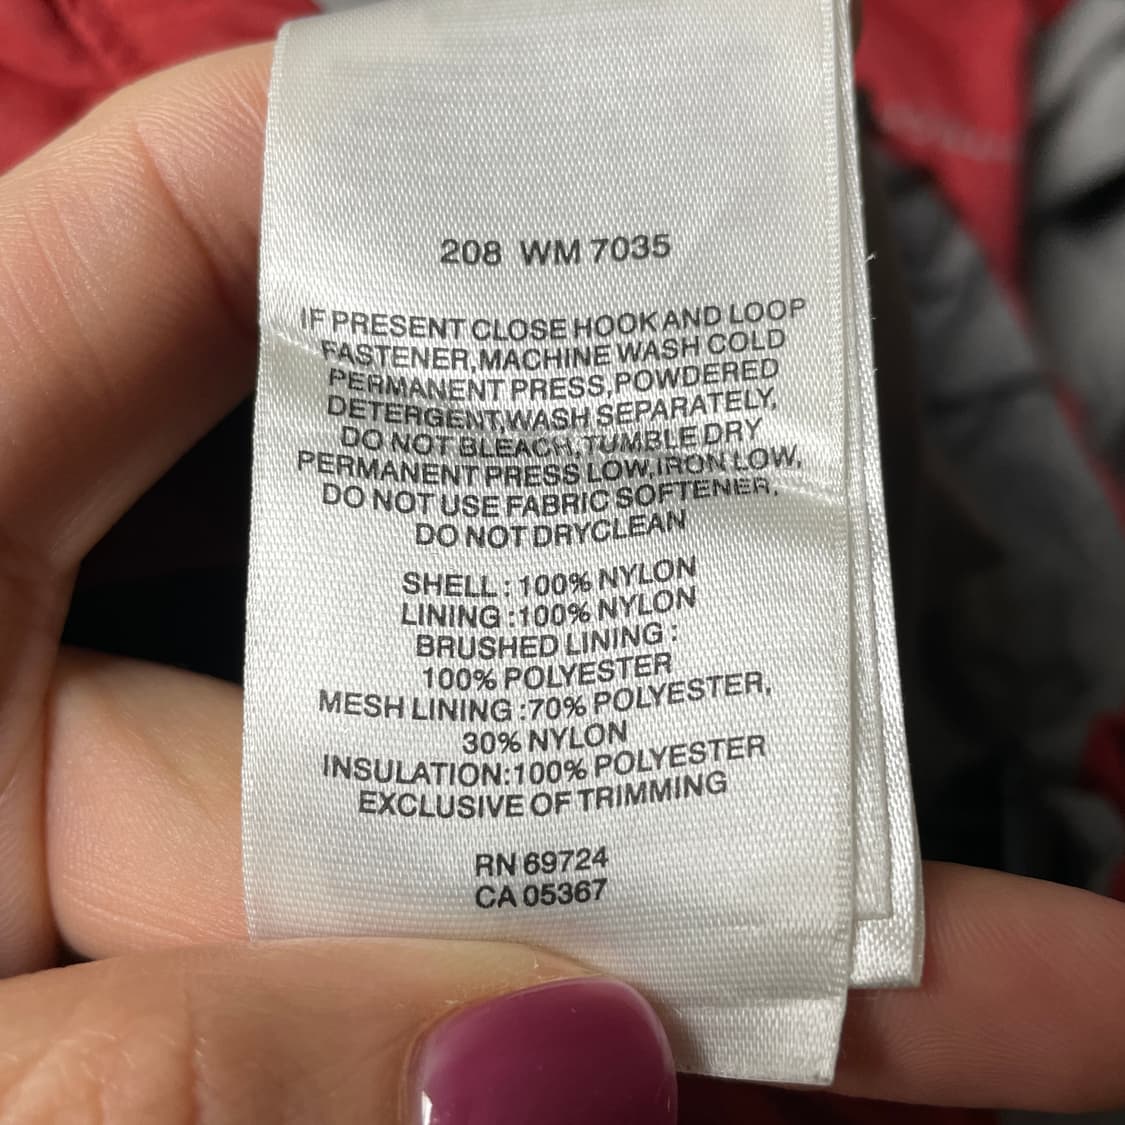 208 WM 7035
IF PRESENT CLOSE HOOK AND LOOP
FASTENER, MACHINE WASH COLD
PERMANENT PRESS, POWDERED
DETERGENT, WASH SEPARATELY,
DO NOT BLEACH, TUMBLE DRY
PERMANENT PRESS LOW, IRON LOW,
DO NOT USE FABRIC SOFTENER,
DO NOT DRYCLEAN
SHELL : 100% NYLON
LINING :100% NYLON
BRUSHED LINING :
100% POLYESTER
MESH LINING :70% POLYESTER,
30% NYLON
INSULATION:100% POLYESTER
EXCLUSIVE OF TRIMMING
RN 69724
CA 05367